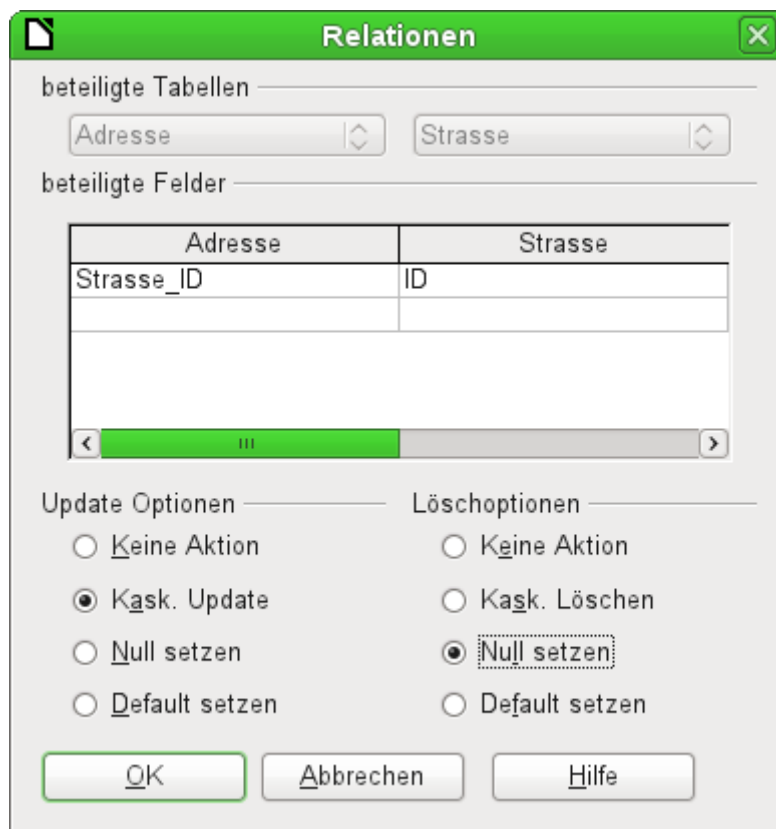 Relationen
beteiligte Tabellen
Adresse Strasse
beteiligte Felder
Adresse Strasse
Strasse_ID ID
Update Optionen Löschoptionen
Keine Aktion Keine Aktion
Kask. Update Kask. Löschen
Null setzen Null setzen
Default setzen Default setzen
OK Abbrechen Hilfe